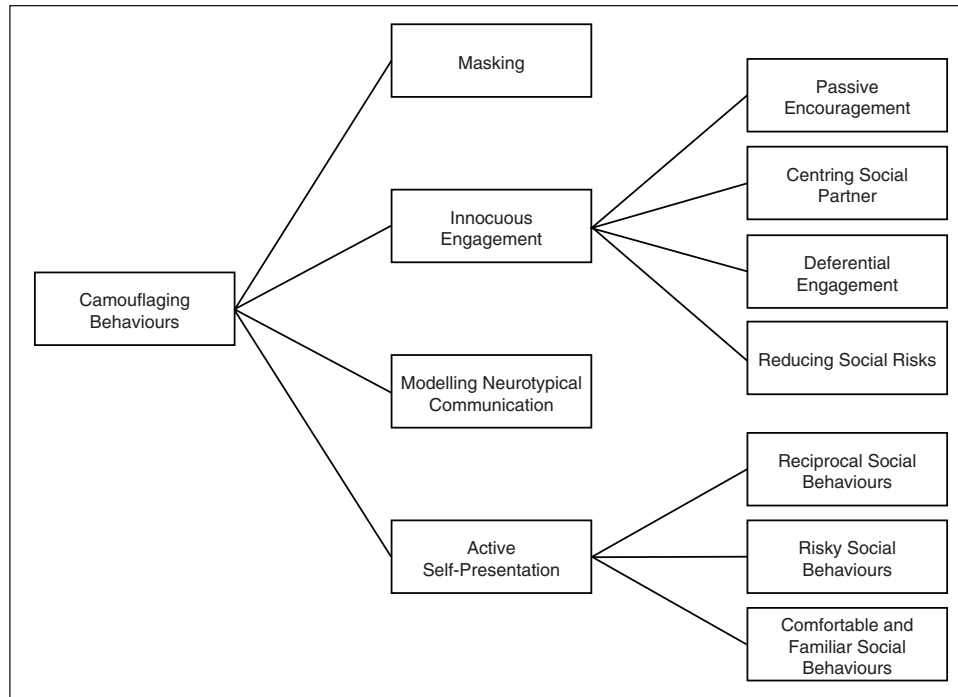 Camouflaging
Behaviours
Masking
Innocuous
Engagement
Modelling Neurotypical
Communication
Active
Self-Presentation
Passive
Encouragement
Centring Social
Partner
Deferential
Engagement
Reducing Social Risks
Reciprocal Social
Behaviours
Risky Social
Behaviours
Comfortable and
Familiar Social
Behaviours